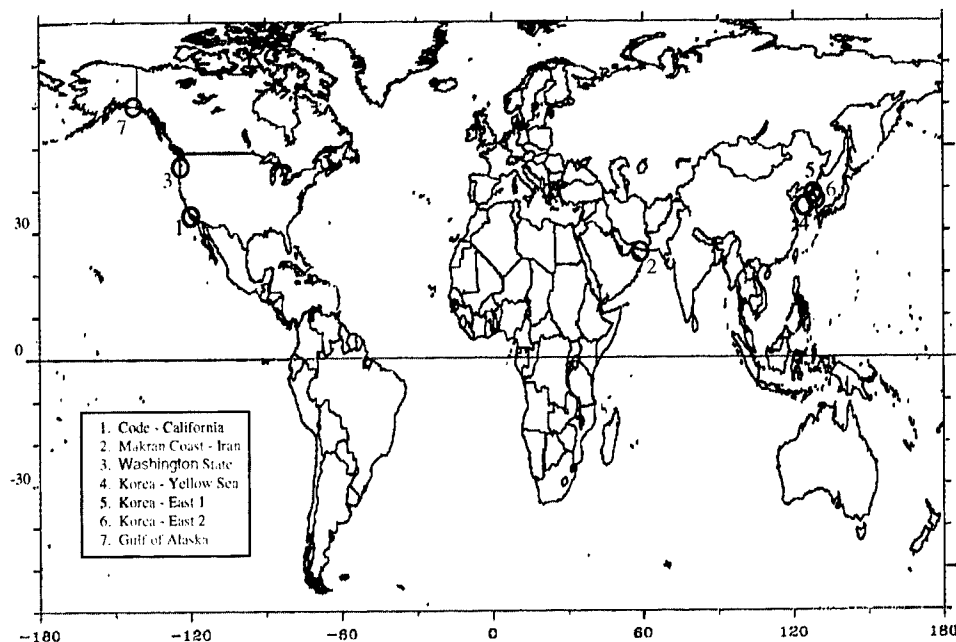 7
3
1
5
6
4
2
30
0
-30
1. Code - California
2. Makran Coast - Iran
3. Washington State
4. Korea - Yellow Sea
5. Korea - East 1
6. Korea - East 2
7. Gulf of Alaska
-180 -120 -60 0 60 120 180